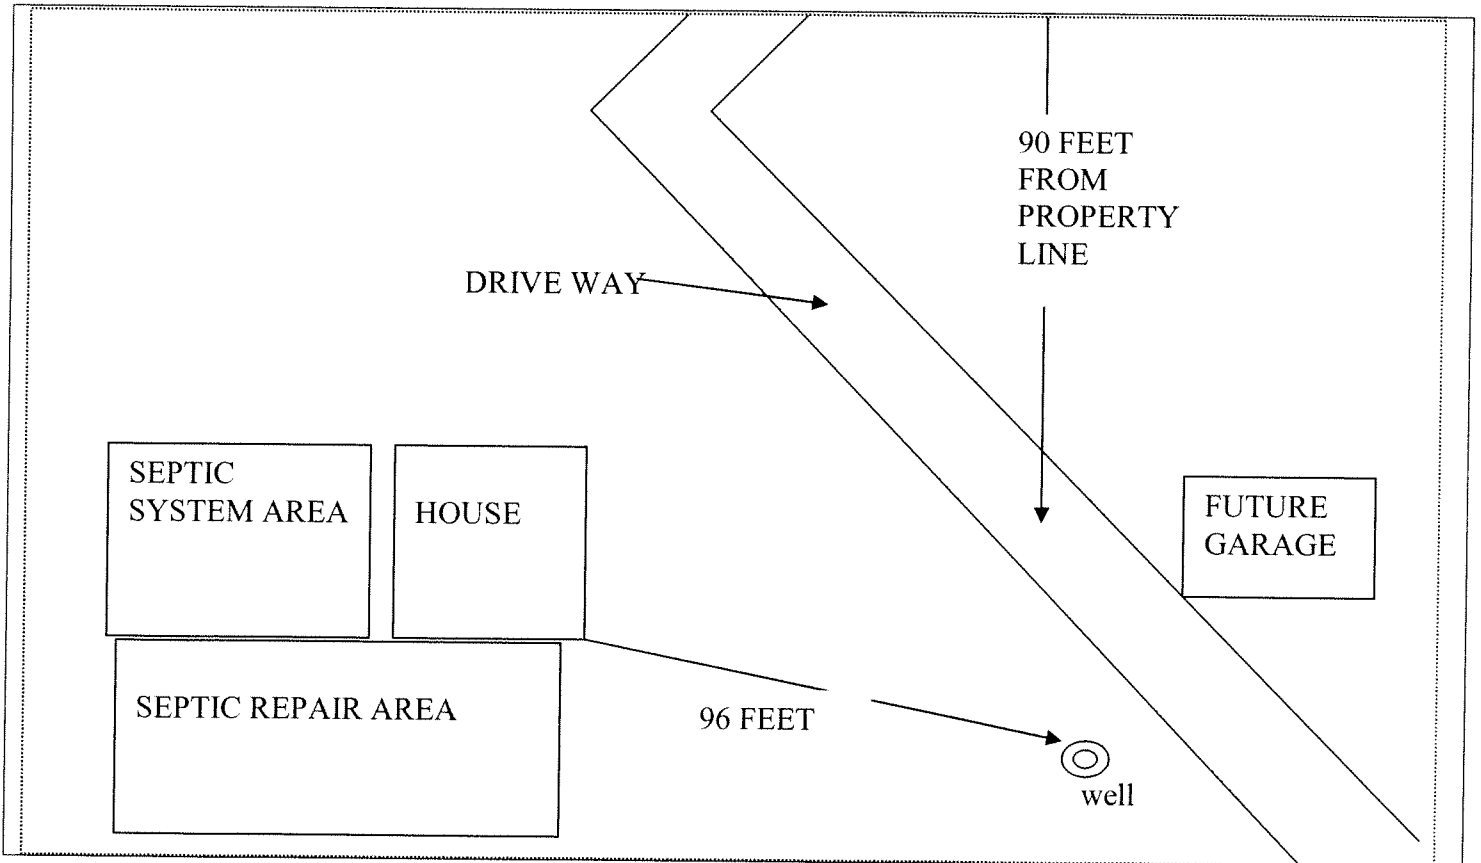 90 FEET
FROM
PROPERTY
LINE
DRIVE WAY
SEPTIC
SYSTEM AREA
HOUSE
FUTURE
GARAGE
SEPTIC REPAIR AREA
96 FEET
well